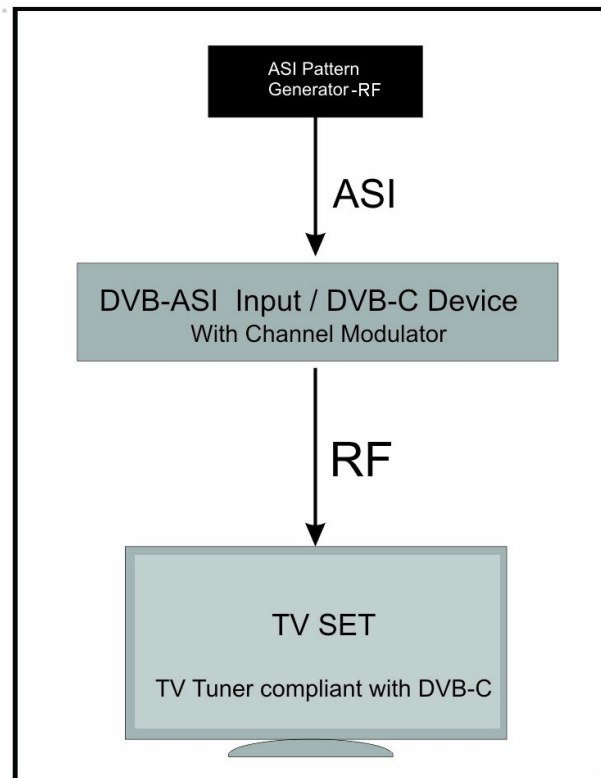 ASI Pattern
Generator-RF
ASI
DVB-ASI Input / DVB-C Device
With Channel Modulator
RF
TV SET
TV Tuner compliant with DVB-C